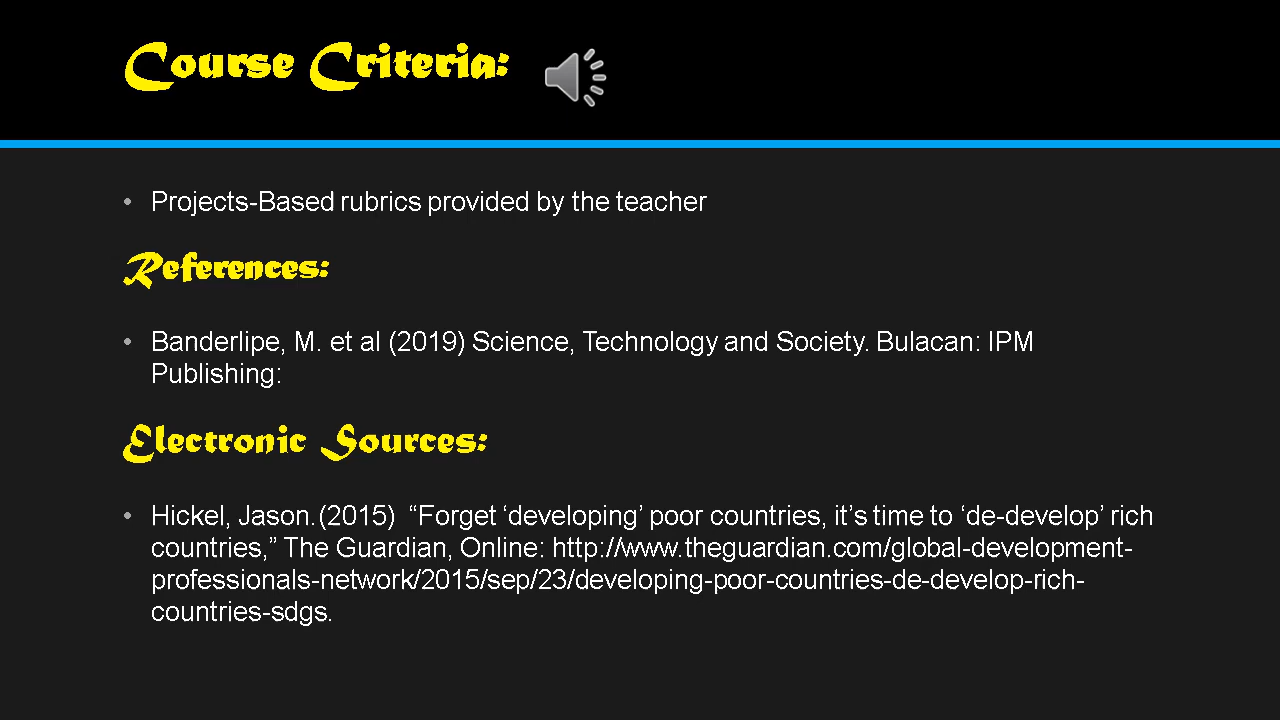 Course Criteria:
• Projects-Based rubrics provided by the teacher
References:
• Banderlipe, M. et al (2019) Science, Technology and Society. Bulacan: IPM
Publishing:
Electronic Sources:
• Hickel, Jason.(2015)  “Forget ‘developing’ poor countries, it’s time to ‘de-develop’ rich
countries,” The Guardian, Online: http://www.theguardian.com/global-development-
professionals-network/2015/sep/23/developing-poor-countries-de-develop-rich-
countries-sdgs.